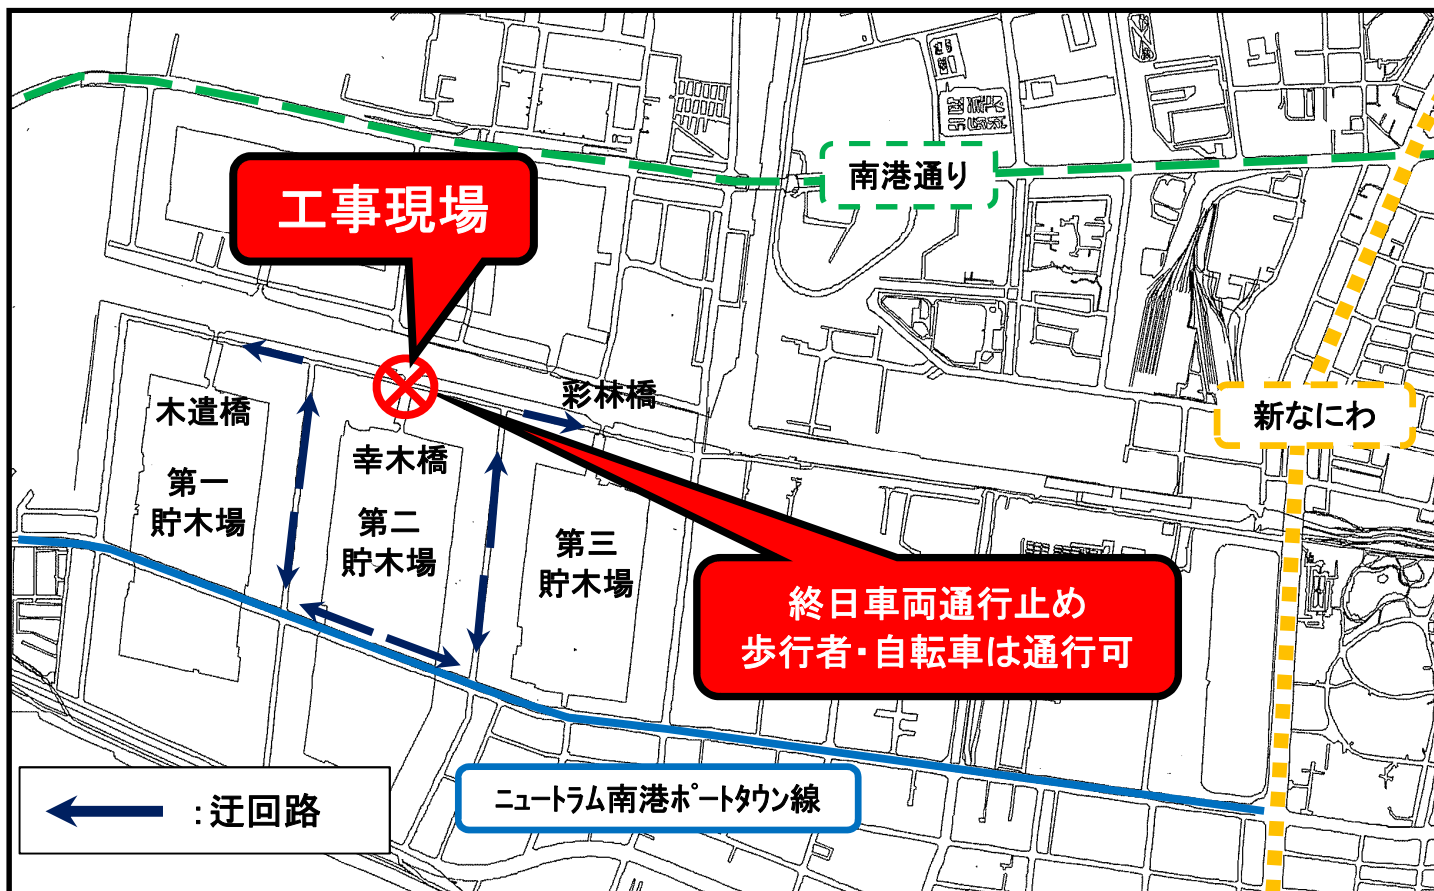 南港通り
工事現場
彩林橋
木遣橋
新なにわ
幸木橋
第一
貯木場
第二
貯木場
第三
貯木場
終日車両通行止め
歩行者・自転車は通行可
ニュートラム南港ポートタウン線
：迂回路